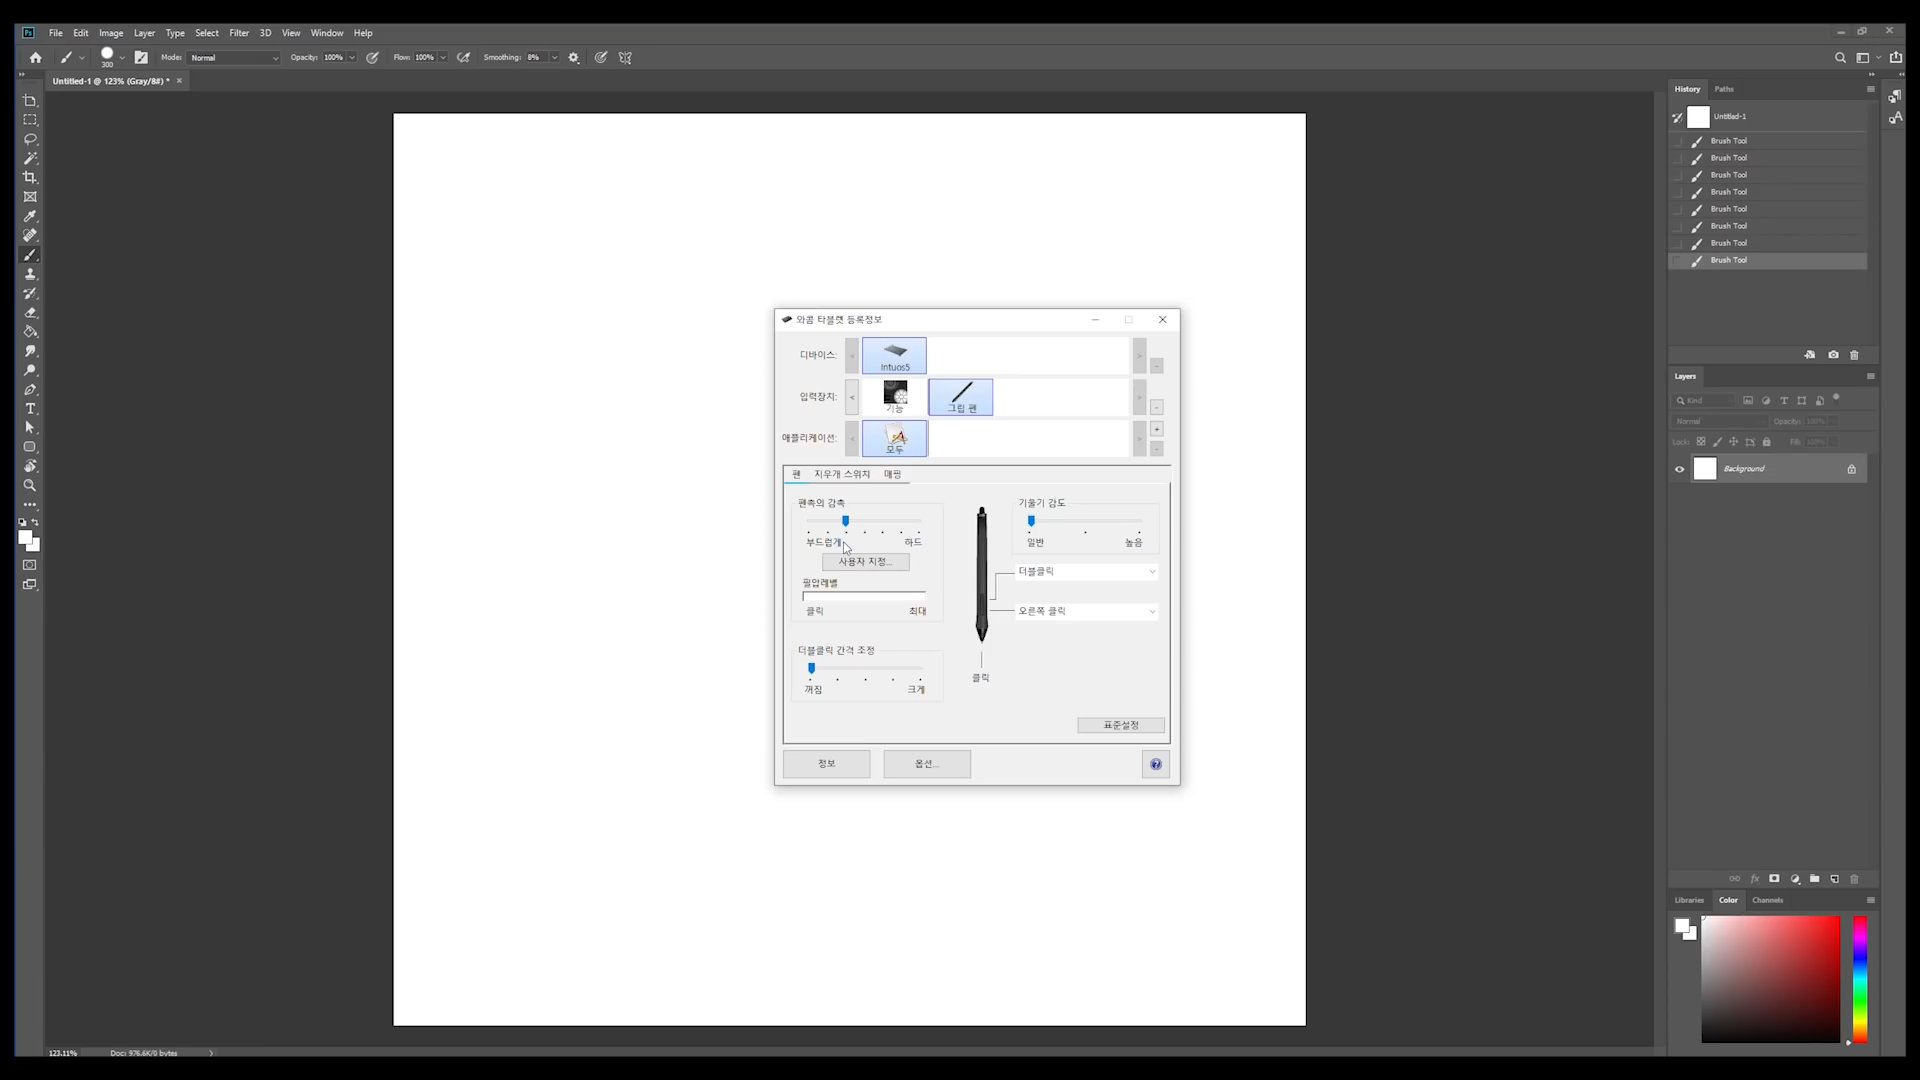 Ps File Edit Image Layer Type Select Filter 3D View Window Help
300 Mode: Normal Opacity: 100% Flow: 100% Smoothing: 8%
Untitled-1 @ 123% (Gray/8#) * ×
History Paths
Untitled-1
Brush Tool
Brush Tool
Brush Tool
Brush Tool
Brush Tool
Brush Tool
Brush Tool
Brush Tool
와콤 타블렛 등록정보
디바이스: < Intuos5 > -
입력장치: < 기능 그립 펜 > -
애플리케이션: < 모두 > + -
펜 지우개 스위치 매핑
펜촉의 감촉
부드럽게 하드
사용자 지정...
필압레벨
클릭 최대
더블클릭 간격 조정
꺼짐 크게
기울기 감도
일반 높음
더블클릭
오른쪽 클릭
클릭
표준설정
정보 옵션... ?
Layers
Kind
Normal Opacity: 100%
Lock: Fill: 100%
Background
fx
Libraries Color Channels
123.11% Doc: 976.6K/0 bytes >